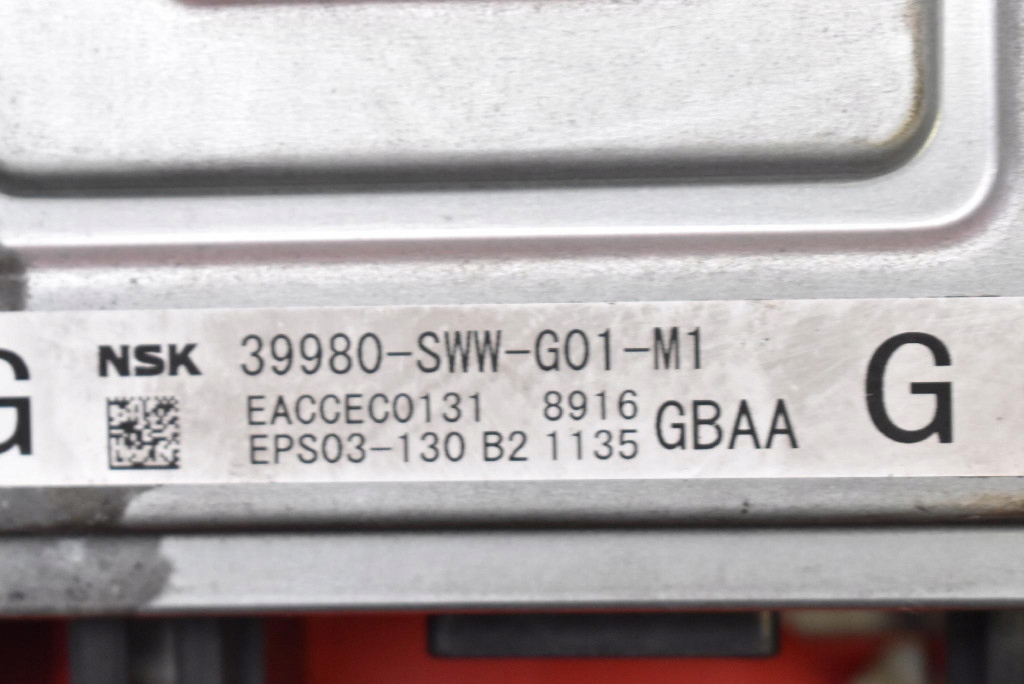 G NSK 39980-SWW-G01-M1 G
EACCEC0131 8916 GBAA
EPS03-130 B2 1135